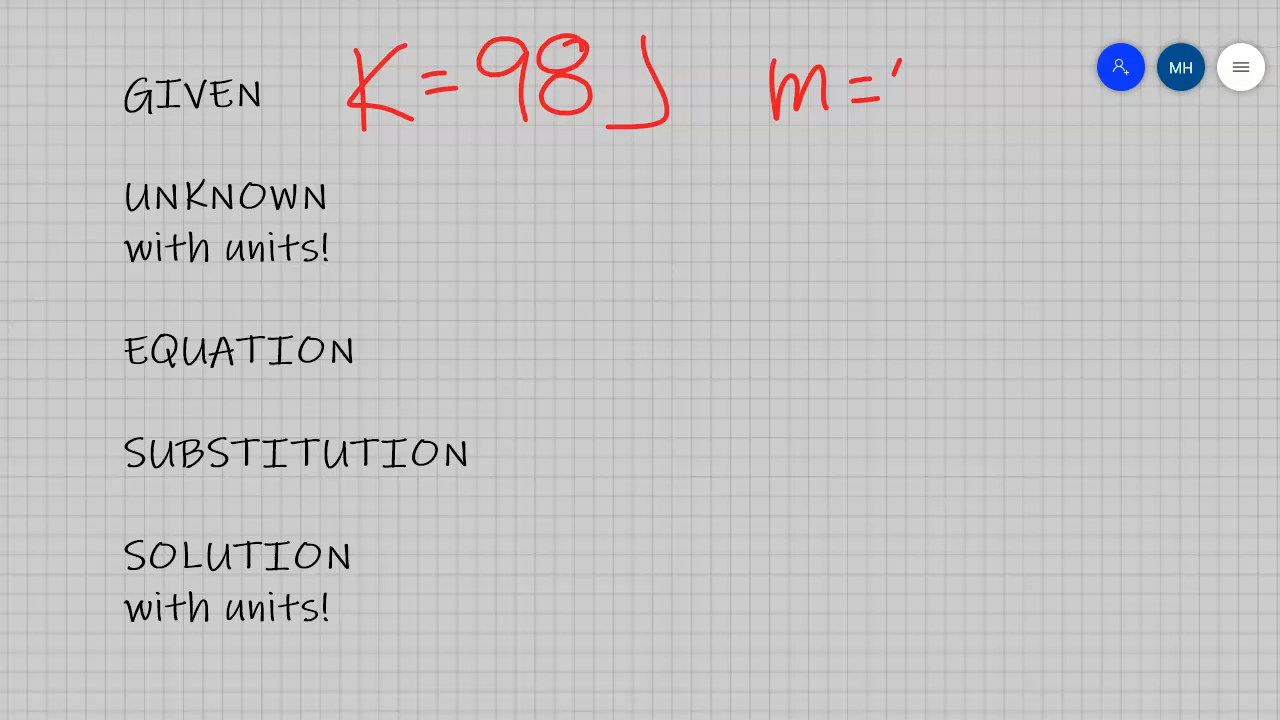 GIVEN K = 98 J m =
UNKNOWN
with units!
EQUATION
SUBSTITUTION
SOLUTION
with units!
MH